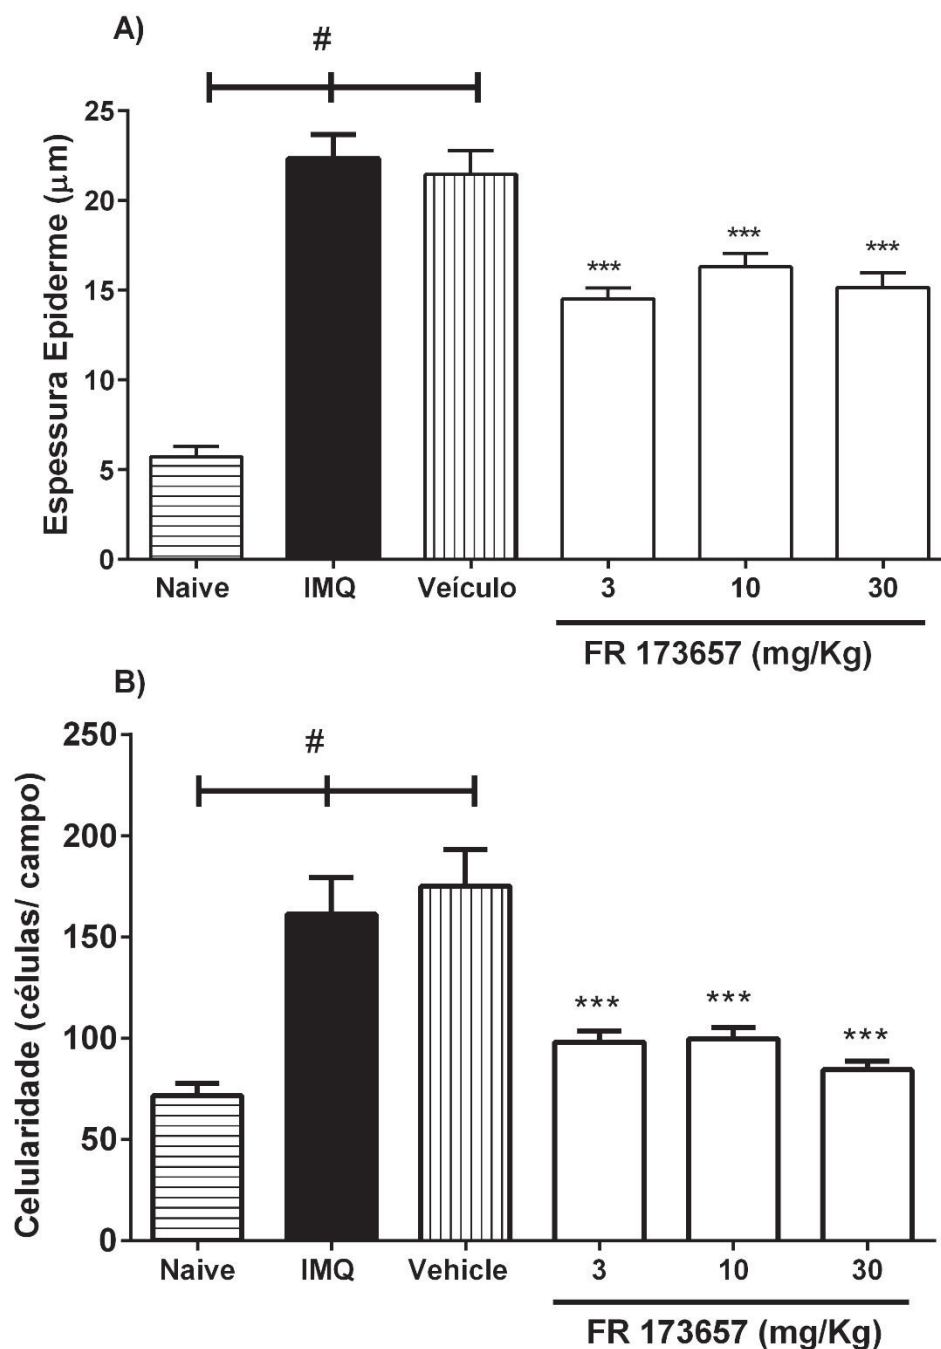 A)
#
Espessura Epiderme (µm)
25
20
15
10
5
0
***
***
***
Naive IMQ Veículo 3 10 30
FR 173657 (mg/Kg)
B)
#
Celularidade (células/ campo)
250
200
150
100
50
0
***
***
***
Naive IMQ Vehicle 3 10 30
FR 173657 (mg/Kg)